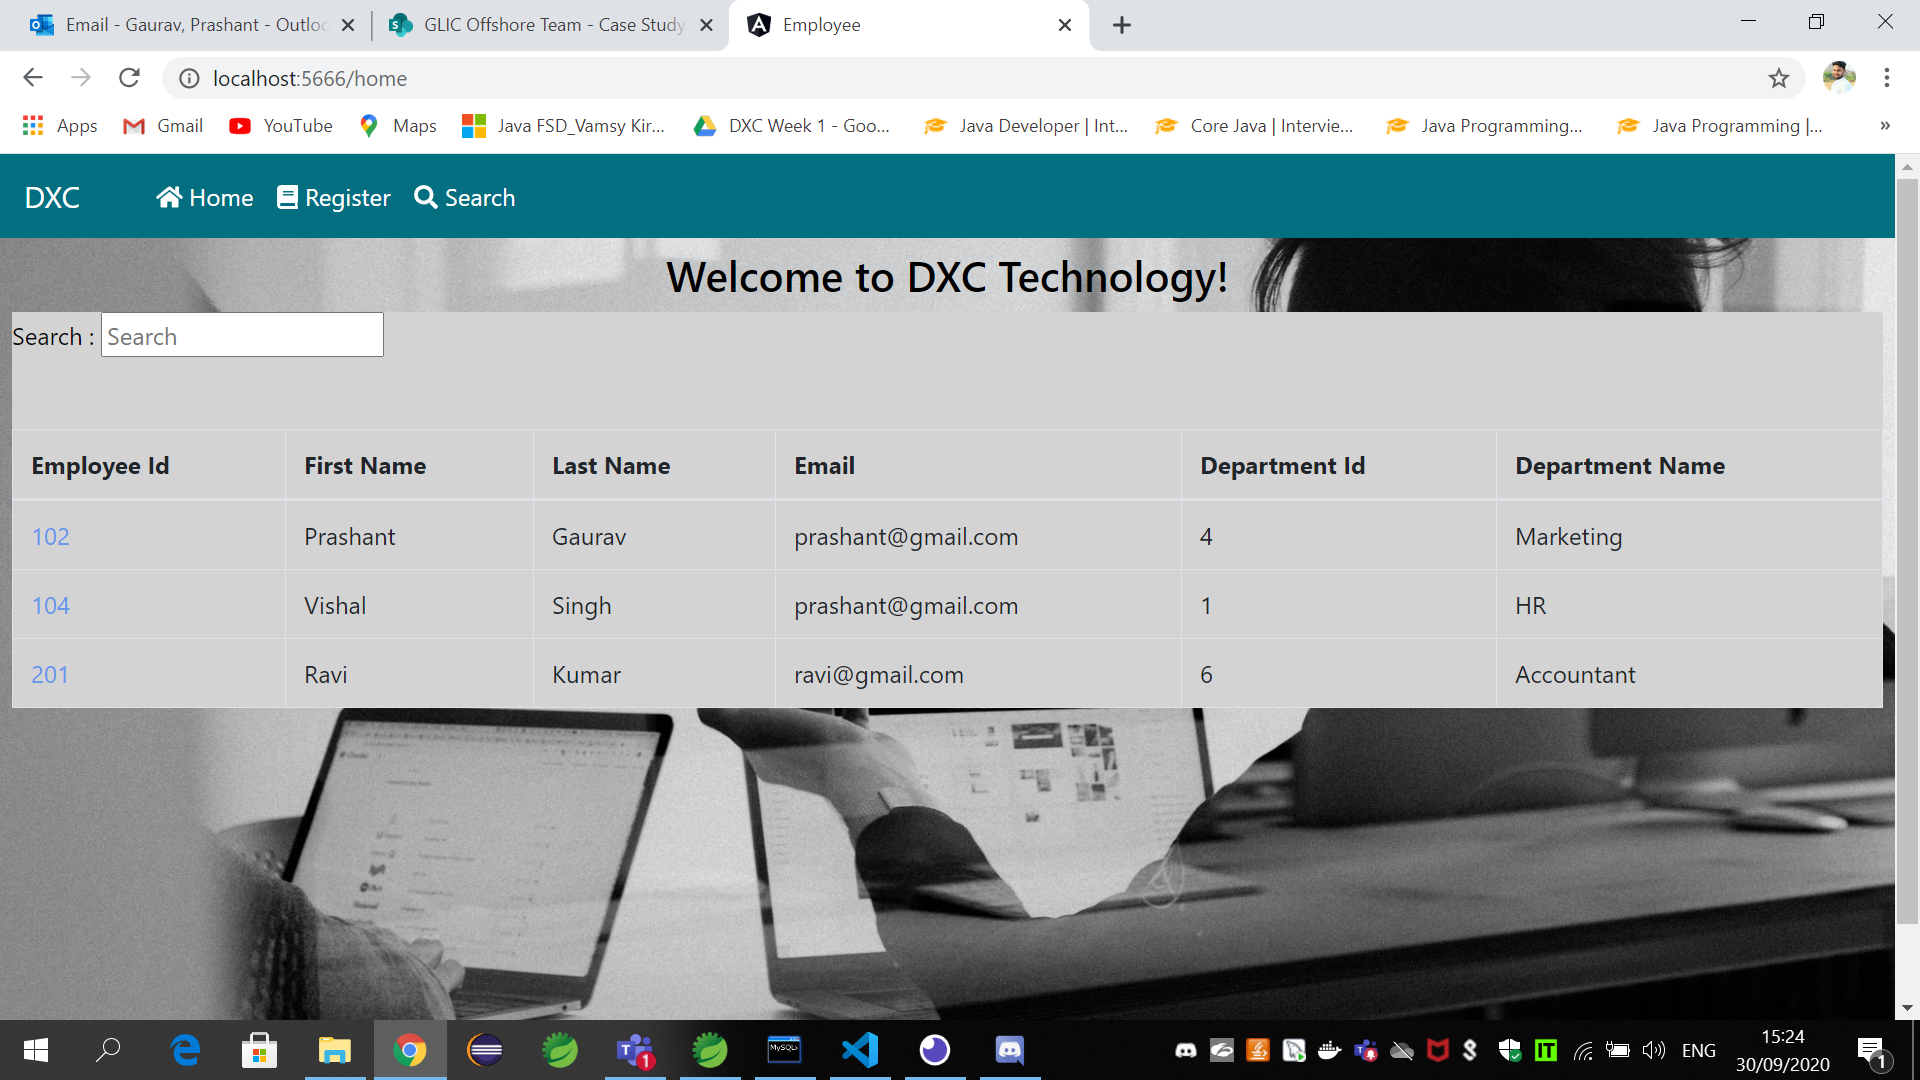 Email - Gaurav, Prashant - Outloo
GLIC Offshore Team - Case Study
Employee
localhost:5666/home
Apps
Gmail
YouTube
Maps
Java FSD_Vamsy Kir...
DXC Week 1 - Goo...
Java Developer | Int...
Core Java | Intervie...
Java Programming...
Java Programming |...
»
DXC
Home
Register
Search
Welcome to DXC Technology!
Search : Search
Employee Id First Name Last Name Email Department Id Department Name
102 Prashant Gaurav prashant@gmail.com 4 Marketing
104 Vishal Singh prashant@gmail.com 1 HR
201 Ravi Kumar ravi@gmail.com 6 Accountant
ENG
15:24
30/09/2020
1